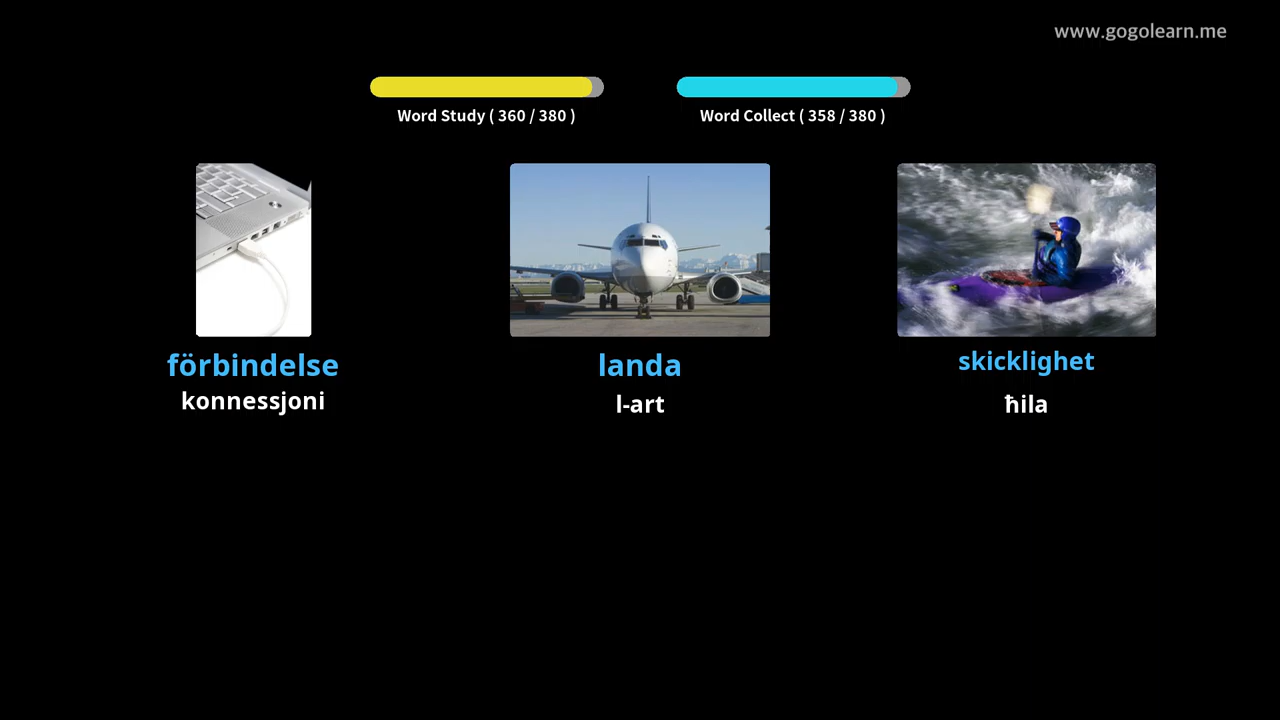 www.gogolearn.me
Word Study ( 360 / 380 )
Word Collect ( 358 / 380 )
förbindelse
konnessjoni
landa
l-art
skicklighet
ħila